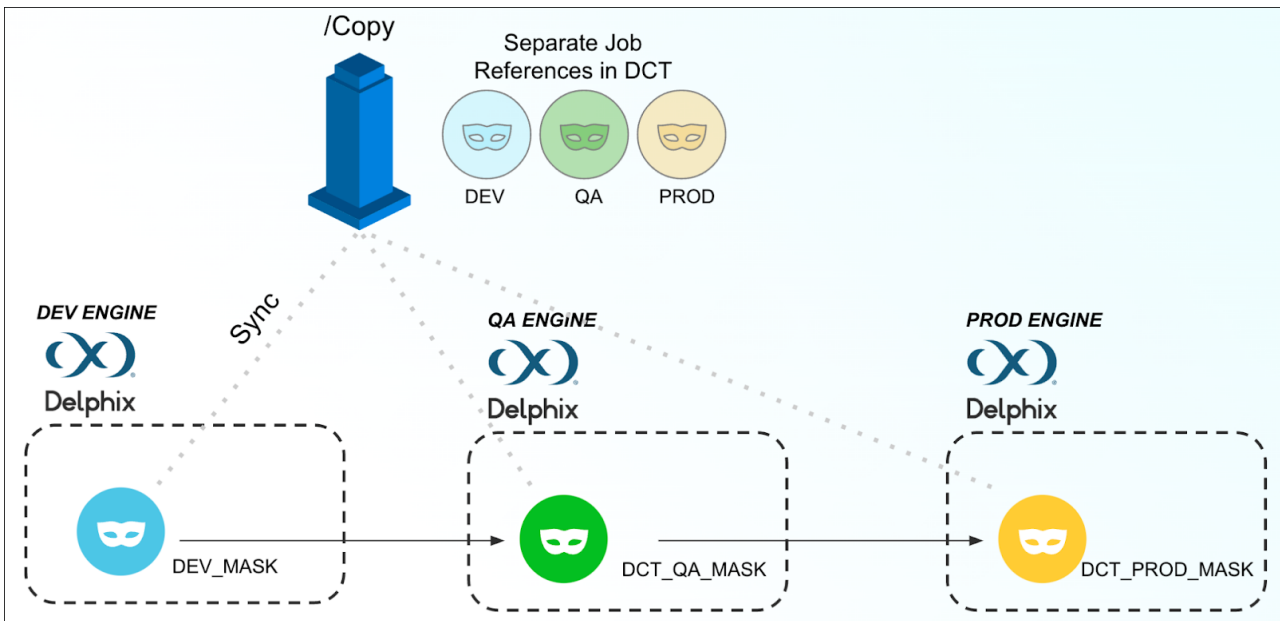 /Copy
Separate Job
References in DCT
DEV
QA
PROD
Sync
DEV ENGINE
Delphix
QA ENGINE
Delphix
PROD ENGINE
Delphix
DEV_MASK
DCT_QA_MASK
DCT_PROD_MASK